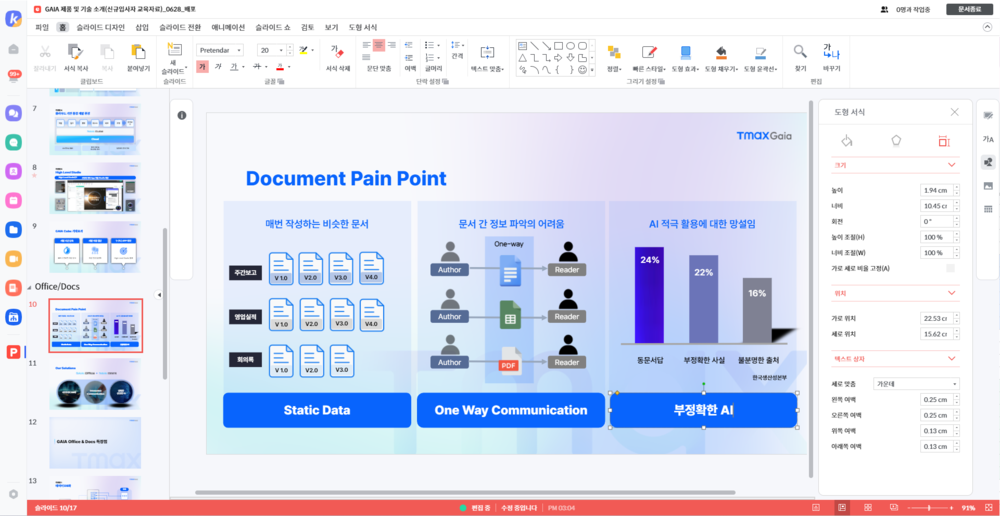 GAIA 제품 및 기술 소개(신규입사자 교육자료)_0628_배포
0명과 작업중
문서종료
파일 홈 슬라이드 디자인 삽입 슬라이드 전환 애니메이션 슬라이드 쇼 검토 보기 도형 서식
잘라내기 서식 복사 복사 붙여넣기
새 슬라이드
Pretendard 20
가 가 가 가 가
서식 삭제
문단 맞춤 여백 글머리 간격 텍스트 맞춤
정렬 빠른 스타일 도형 효과 도형 채우기 도형 윤곽선
찾기 바꾸기
클립보드 슬라이드 글꼴 단락 설정 그리기 설정 편집
99+
7
8
9
Office/Docs
10
Document Pain Point
11
12
GAIA Office & Docs 특장점
13
TmaxGaia
Document Pain Point
매번 작성하는 비슷한 문서
주간보고 V 1.0 V2.0 V3.0 V4.0
영업실적 V 1.0 V2.0 V3.0 V4.0
회의록 V 1.0 V2.0 V3.0
Static Data
문서 간 정보 파악의 어려움
One-way
Author Reader
Author Reader
Author PDF Reader
One Way Communication
AI 적극 활용에 대한 망설임
24%
22%
16%
동문서답 부정확한 사실 불분명한 출처
한국생산성본부
부정확한 AI
도형 서식
크기
높이 1.94 cm
너비 10.45 cm
회전 0 °
높이 조절(H) 100 %
너비 조절(W) 100 %
가로 세로 비율 고정(A)
위치
가로 위치 22.53 cm
세로 위치 15.62 cm
텍스트 상자
세로 맞춤 가운데
왼쪽 여백 0.25 cm
오른쪽 여백 0.25 cm
위쪽 여백 0.13 cm
아래쪽 여백 0.13 cm
가A
슬라이드 10/17
편집 중 수정 중입니다 PM 03:04
91%